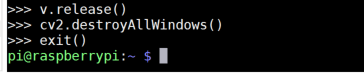 >>> v.release()
>>> cv2.destroyAllWindows()
>>> exit()
pi@raspberrypi:~ $